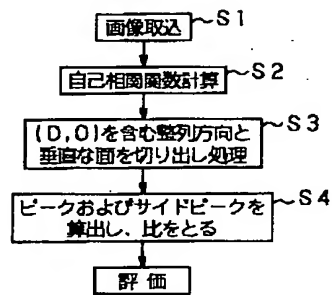 画像取込
S1
自己相関関数計算
S2
(D,0)を含む整列方向と
垂直な面を切り出し処理
S3
ピークおよびサイドピークを
算出し、比をとる
S4
評価